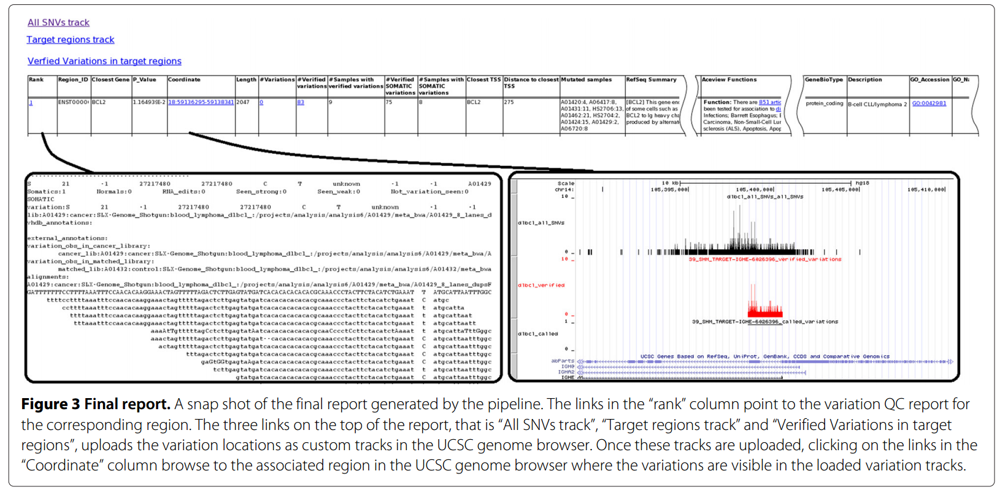 All SNVs track
Target regions track
Verfied Variations in target regions
Rank Region_ID Closest Gene P_Value Coordinate Length #Variations #Verified variations #Samples with verified variations #Verified SOMATIC variations #Samples with SOMATIC variations Closest TSS Distance to closest TSS Mutated samples RefSeq Summary Aceview Functions GeneBioType Description GO_Accession
1 ENST0000 BCL2 1.16493E-2 18:59136295-59138341 2047 0 83 9 75 8 BCL2 275
A01420:4, A06417:8,
A01431:11, HS2706:13,
A01462:21, HS2704:2,
A01424:15, A01429:2,
A06720:8
[BCL2] This gene en
of some cells such as
BCL2 to Ig heavy cha
produced by alternat
Function: There are 851 artic
been tested for association to di
Infections; Barrett Esophagus;
Carcinoma, Non-Small-Cell Lur
sclerosis (ALS), Apoptosis, Apop
protein_coding B-cell CLL/lymphoma 2 GO:0042981
S 21 -1 27217480 27217480 C T unknown -1 -1 A01429
Somatics:1 Normals:0 RNA_edits:0 Seen_strong:0 Seen_weak:0 Not_variation_seen:0
SOMATIC
variation:S 21 -1 27217480 27217480 C T unknown -1 -1
lib:A01429:cancer:SLX-Genome_Shotgun:blood_lymphoma_dlbcl_:/projects/analysis/analysis6/A01429/meta_bwa/A01429_8_lanes_d
vhdb_annotations:
external_annotations:
variation_obs_in_cancer_library:
cancer_lib:A01429:cancer:SLX-Genome_Shotgun:blood_lymphoma_dlbcl_:/projects/analysis/analysis6/A01429/meta_bwa/A
variation_obs_in_matched_library:
matched_lib:A01432:control:SLX-Genome_Shotgun:blood_lymphoma_dlbcl_:/projects/analysis/analysis6/A01432/meta_bwa
alignments:
A01429:cancer:SLX-Genome_Shotgun:blood_lymphoma_dlbcl_:/projects/analysis/analysis6/A01429/meta_bwa/A01429_8_lanes_dupsF
GATTTTTTTCCTTTTAAATTTCCAACACAAGGAAACTAGTTTTTAGACTCTTGAGTATGATCACACACACACACGCAAACCCTACTTCTACATCTGAAAT T ATGCATTAATTTGGC
ttttccttttaaatttccaacacaaggaaactagtttttagactcttgagtatgatcacacacacacacgcaaaccctacttctacatctgaaat C atgc
ccttttaaatttccaacacaaggaaactagtttttagactcttgagtatgatcacacacacacacgcaaaccctacttctacatctgaaat t atgcatta
ttttaaatttccaacacaaggaaactagtttttagactcttgagtatgatcacacacacacacgcaaaccctacttctacatctgaaat t atgcattaat
tttaaatttccaacacaaggaaactagtttttagactcttgagtatgatcacacacacacacgcaaaccctacttctacatctgaaat t atgcattaatt
aaaAtTgtttttagCctcttgagtatAatcacacacacacacgcaaCcctCcttctacatctAaaat t atgcattaTttGggc
aaactagtttttagactcttgagtatgat--cacacacacacgcaaaccctacttctacatctgaaat C atgcattaatttggc
actagtttttagactcttgagtatgatcacacacacacacgcaaaccctacttctacatctgaaat C atgcattaatttggc
tttagactcttgagtatgatcacacacacacacgcaaaccctacttctacatctgaaat C atgcattaatttggc
gaGtGGtgagtaAgatcacacacacacacgcaaaccctacttctacatctgaaat C atgcattaatttggc
tcttgagtatgatcacacacacacacgcaaaccctacttctacatctgaaat t atgcattaatttggc
gtatgatcacacacacacacgcaaaccctacttctacatctgaaat C atgcattaatttggc
Scale 10 kb hg18
chr14: 105,395,000 105,400,000 105,405,000 105,410,000
10 _ dlbcl_all_SNVs_all_SNVs
dlbcl_all_SNVs
0 _
10 _ 39_SHM_TARGET-IGHE-6026396_verified_variations
dlbcl_verified
0 _
1 _ 39_SHM_TARGET-IGHE-6026396_called_variations
dlbcl_called
0 _
UCSC Genes Based on RefSeq, UniProt, GenBank, CCDS and Comparative Genomics
abParts
IGHG
IGHA2
IGHE
Figure 3 Final report. A snap shot of the final report generated by the pipeline. The links in the “rank” column point to the variation QC report for
the corresponding region. The three links on the top of the report, that is “All SNVs track”, “Target regions track” and “Verified Variations in target
regions”, uploads the variation locations as custom tracks in the UCSC genome browser. Once these tracks are uploaded, clicking on the links in the
“Coordinate” column browse to the associated region in the UCSC genome browser where the variations are visible in the loaded variation tracks.